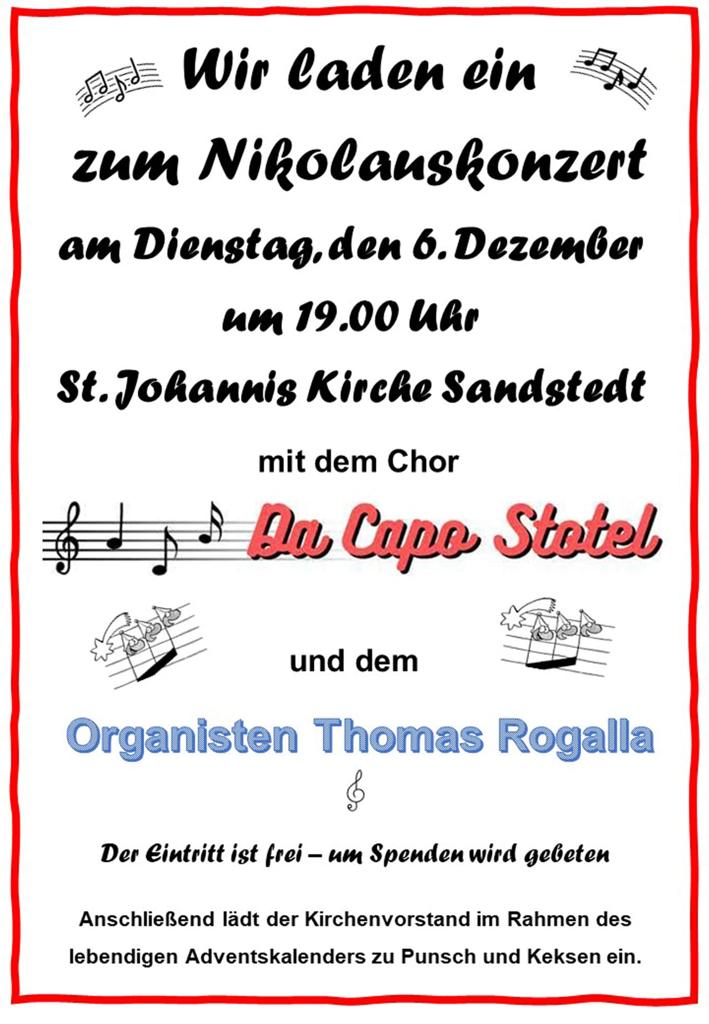 Wir laden ein
zum Nikolauskonzert
am Dienstag, den 6. Dezember
um 19.00 Uhr
St. Johannis Kirche Sandstedt
mit dem Chor
Da Capo Stotel
und dem
Organisten Thomas Rogalla
Der Eintritt ist frei – um Spenden wird gebeten
Anschließend lädt der Kirchenvorstand im Rahmen des
lebendigen Adventskalenders zu Punsch und Keksen ein.